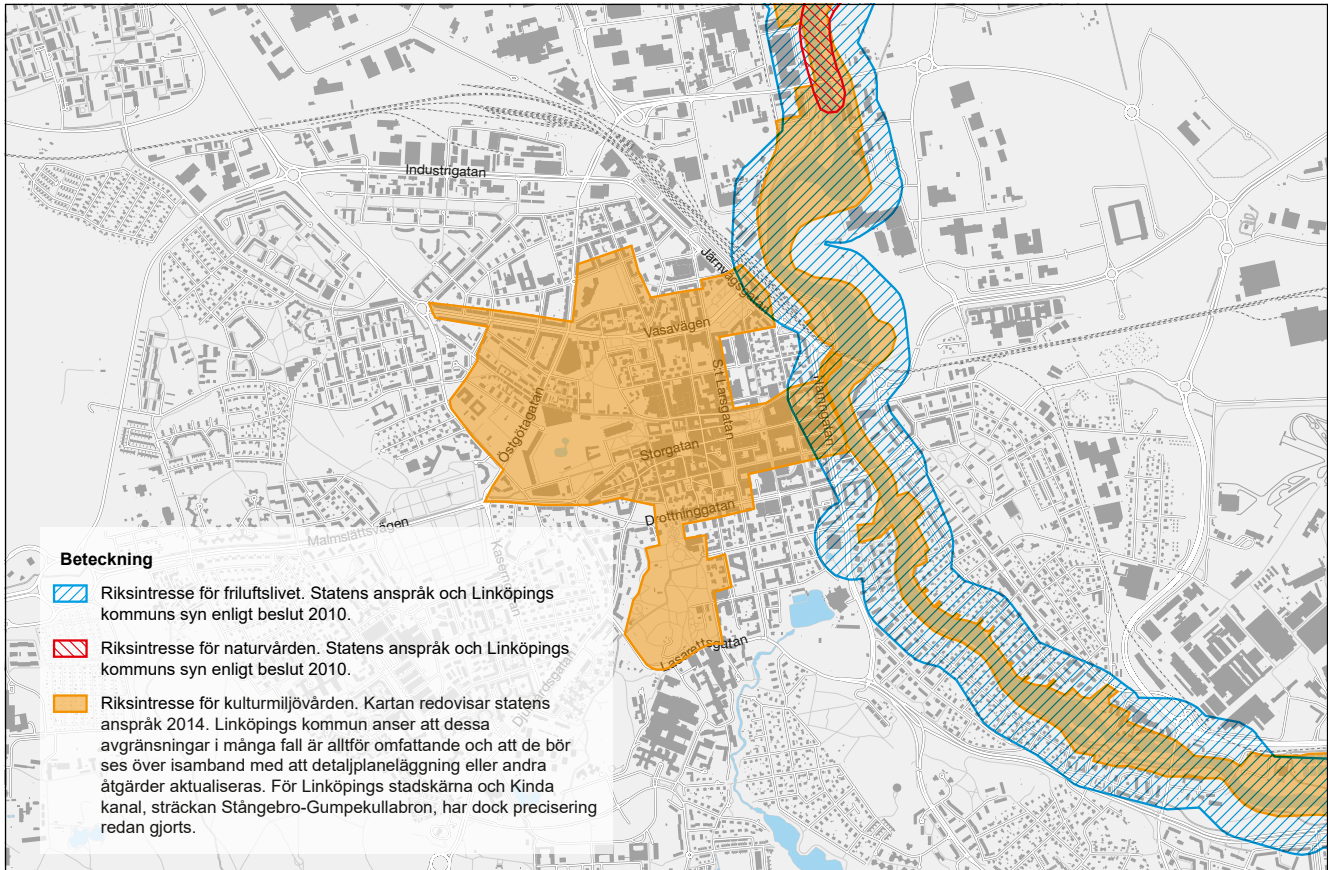 Industrigatan
Järnvägsgatan
Vasavägen
S:t Larsgatan
Hamngatan
Östgötagatan
Storgatan
Drottninggatan
Malmslättsvägen
Lasarettsgatan
Beteckning
Riksintresse för friluftslivet. Statens anspråk och Linköpings
kommuns syn enligt beslut 2010.
Riksintresse för naturvården. Statens anspråk och Linköpings
kommuns syn enligt beslut 2010.
Riksintresse för kulturmiljövården. Kartan redovisar statens
anspråk 2014. Linköpings kommun anser att dessa
avgränsningar i många fall är alltför omfattande och att de bör
ses över isamband med att detaljplaneläggning eller andra
åtgärder aktualiseras. För Linköpings stadskärna och Kinda
kanal, sträckan Stångebro-Gumpekullabron, har dock precisering
redan gjorts.